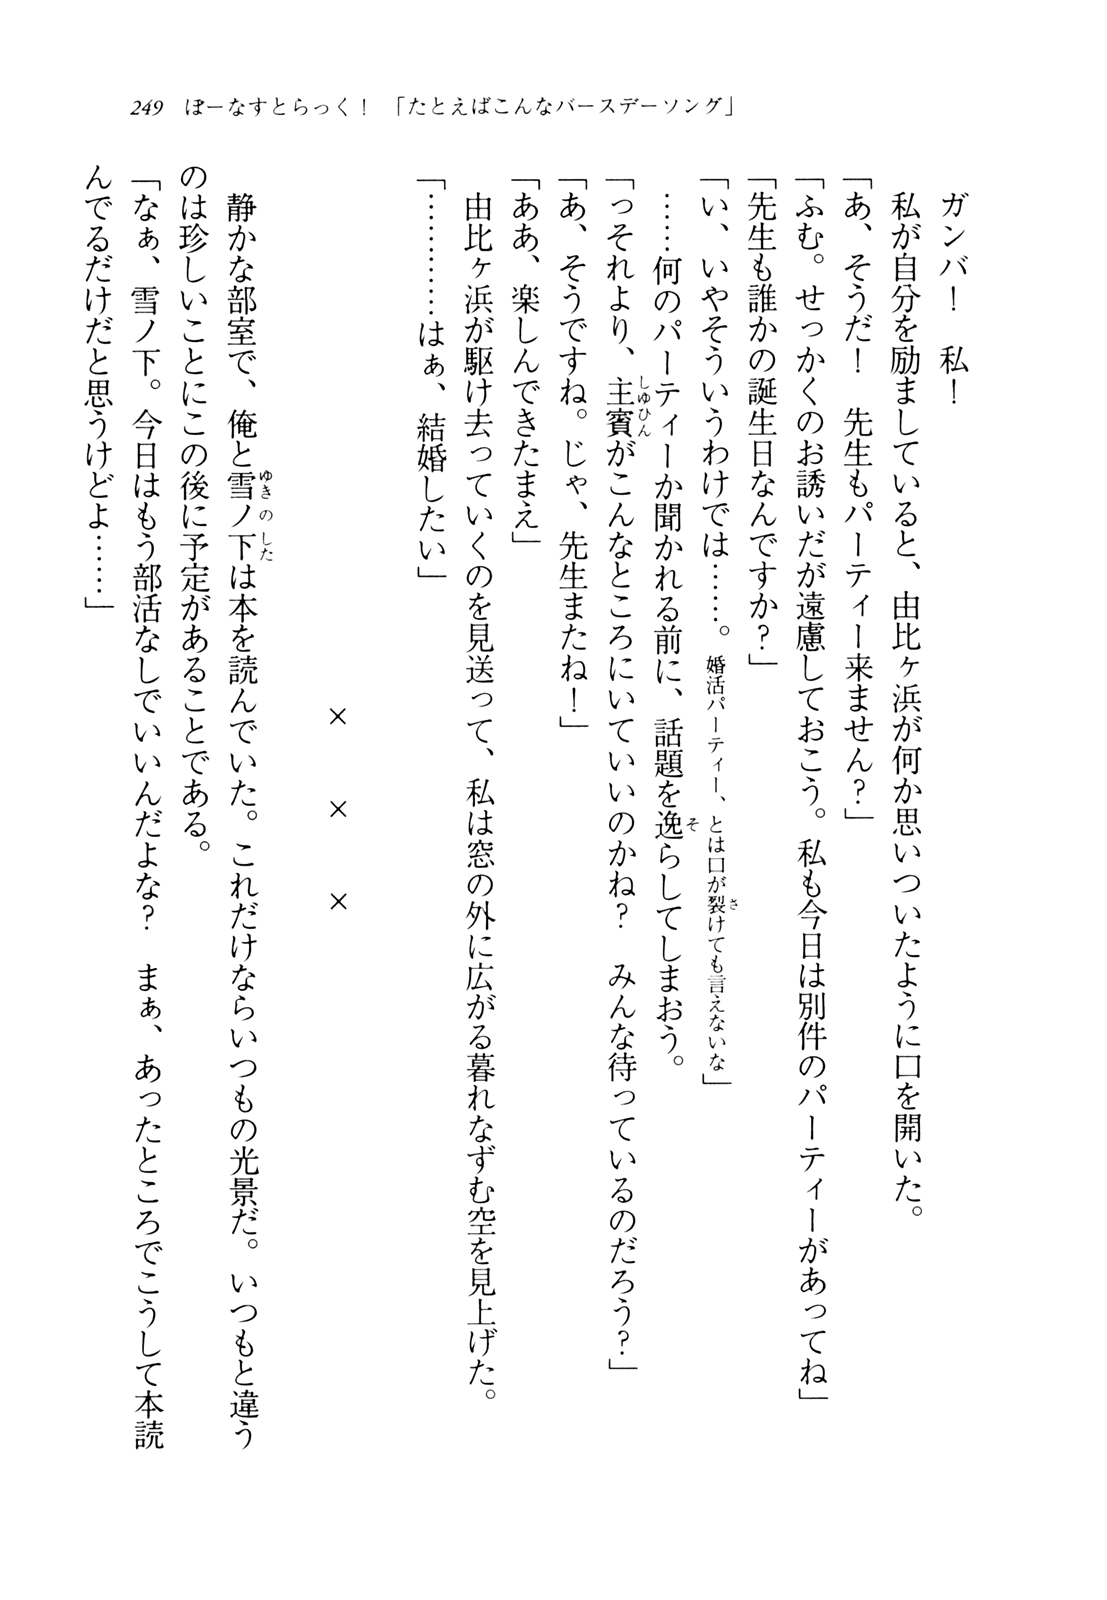 249 ぼーなすとらっく！ 「たとえばこんなバースデーソング」
ガンバ！　私！
私が自分を励ましていると、由比ヶ浜が何か思いついたように口を開いた。
「あ、そうだ！　先生もパーティー来ません？」
「ふむ。せっかくのお誘いだが遠慮しておこう。私も今日は別件のパーティーがあってね」
「先生も誰かの誕生日なんですか？」
「い、いやそういうわけでは……。婚活パーティー、とは口が裂けても言えないな」
……何のパーティーか聞かれる前に、話題を逸らしてしまおう。
「っそれより、主賓がこんなところにいていいのかね？　みんな待っているのだろう？」
「あ、そうですね。じゃ、先生またね！」
「ああ、楽しんできたまえ」
由比ヶ浜が駆け去っていくのを見送って、私は窓の外に広がる暮れなずむ空を見上げた。
「…………はぁ、結婚したい」
×　×　×
静かな部室で、俺と雪ノ下は本を読んでいた。これだけならいつもの光景だ。いつもと違う
のは珍しいことにこの後に予定があることである。
「なぁ、雪ノ下。今日はもう部活なしでいいんだよな？　まぁ、あったところでこうして本読
んでるだけだと思うけどよ……」